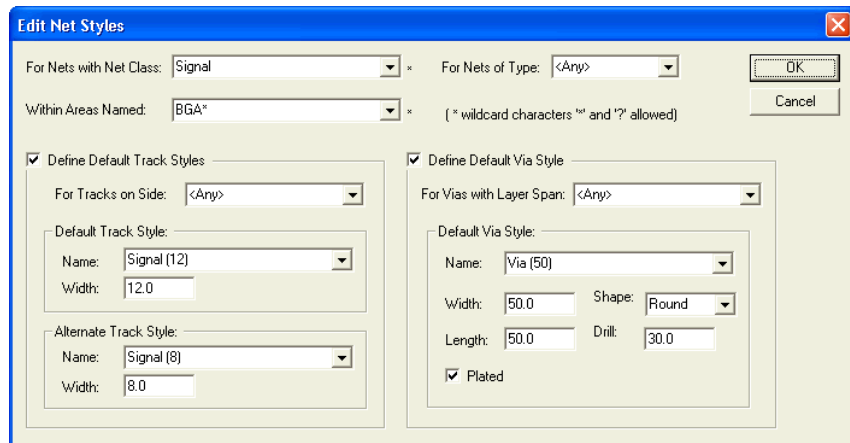 Edit Net Styles
For Nets with Net Class: Signal * For Nets of Type: <Any> OK
Within Areas Named: BGA* * ( * wildcard characters '*' and '?' allowed) Cancel
Define Default Track Styles
For Tracks on Side: <Any>
Default Track Style:
Name: Signal (12)
Width: 12.0
Alternate Track Style:
Name: Signal (8)
Width: 8.0
Define Default Via Style
For Vias with Layer Span: <Any>
Default Via Style:
Name: Via (50)
Width: 50.0 Shape: Round
Length: 50.0 Drill: 30.0
Plated